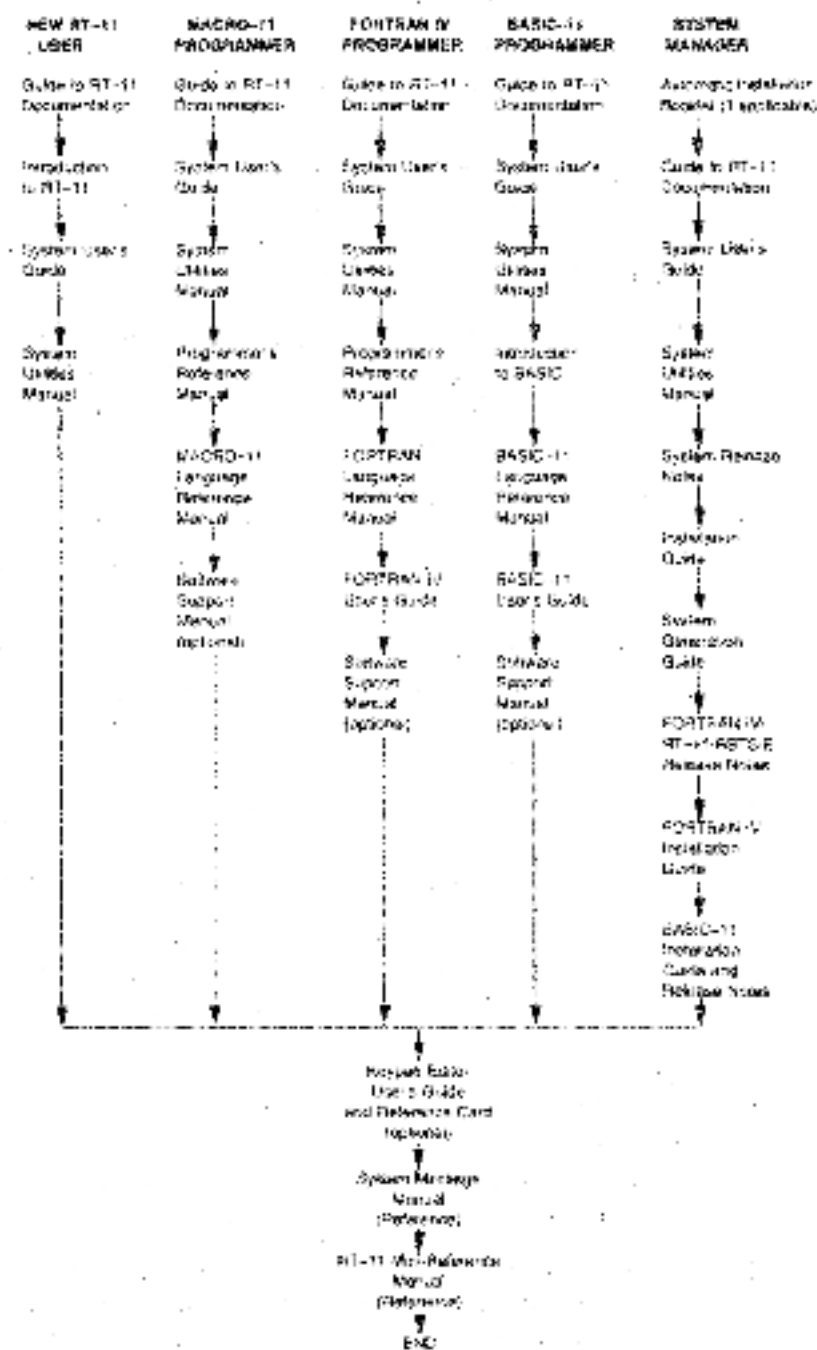 NEW RT-11
USER
Guide to RT-11
Documentation
Introduction
to RT-11
System User's
Guide
System
Utilities
Manual
MACRO-11
PROGRAMMER
Guide to RT-11
Documentation
System User's
Guide
System
Utilities
Manual
Programmer's
Reference
Manual
MACRO-11
Language
Reference
Manual
Software
Support
Manual
(optional)
FORTRAN IV
PROGRAMMER
Guide to RT-11
Documentation
System User's
Guide
System
Utilities
Manual
Programmer's
Reference
Manual
FORTRAN
Language
Reference
Manual
FORTRAN IV
User's Guide
Software
Support
Manual
(optional)
BASIC-11
PROGRAMMER
Guide to RT-11
Documentation
System User's
Guide
System
Utilities
Manual
Introduction
to BASIC
BASIC-11
Language
Reference
Manual
BASIC-11
User's Guide
Software
Support
Manual
(optional)
SYSTEM
MANAGER
Automatic Installation
Booklet (if applicable)
Guide to RT-11
Documentation
System User's
Guide
System
Utilities
Manual
System Release
Notes
Installation
Guide
System
Generation
Guide
FORTRAN IV
Release Notes
FORTRAN IV
Installation
Guide
BASIC-11
Installation
Guide and
Release Notes
Keypad Editor
User's Guide
and Reference Card
(optional)
System Message
Manual
(Reference)
RT-11 Mini-Reference
Manual
(Reference)
END